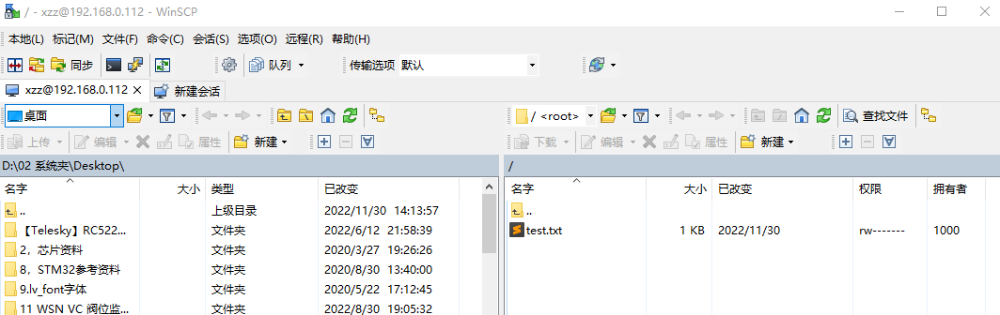 / - xzz@192.168.0.112 - WinSCP
本地(L) 标记(M) 文件(F) 命令(C) 会话(S) 选项(O) 远程(R) 帮助(H)
同步 队列 传输选项 默认
xzz@192.168.0.112 新建会话
桌面 / <root> 查找文件
上传 编辑 属性 新建 下载 编辑 属性 新建
D:\02 系统夹\Desktop\ /
名字 大小 类型 已改变 名字 大小 已改变 权限 拥有者
.. 上级目录 2022/11/30 14:13:57 ..
【Telesky】RC522... 文件夹 2022/6/12 21:58:39 test.txt 1 KB 2022/11/30 rw------- 1000
2，芯片资料 文件夹 2020/3/27 19:26:26
8，STM32参考资料 文件夹 2020/8/30 13:40:00
9.lv_font字体 文件夹 2020/5/22 17:12:45
11 WSN VC 阀位监... 文件夹 2022/8/30 19:05:32